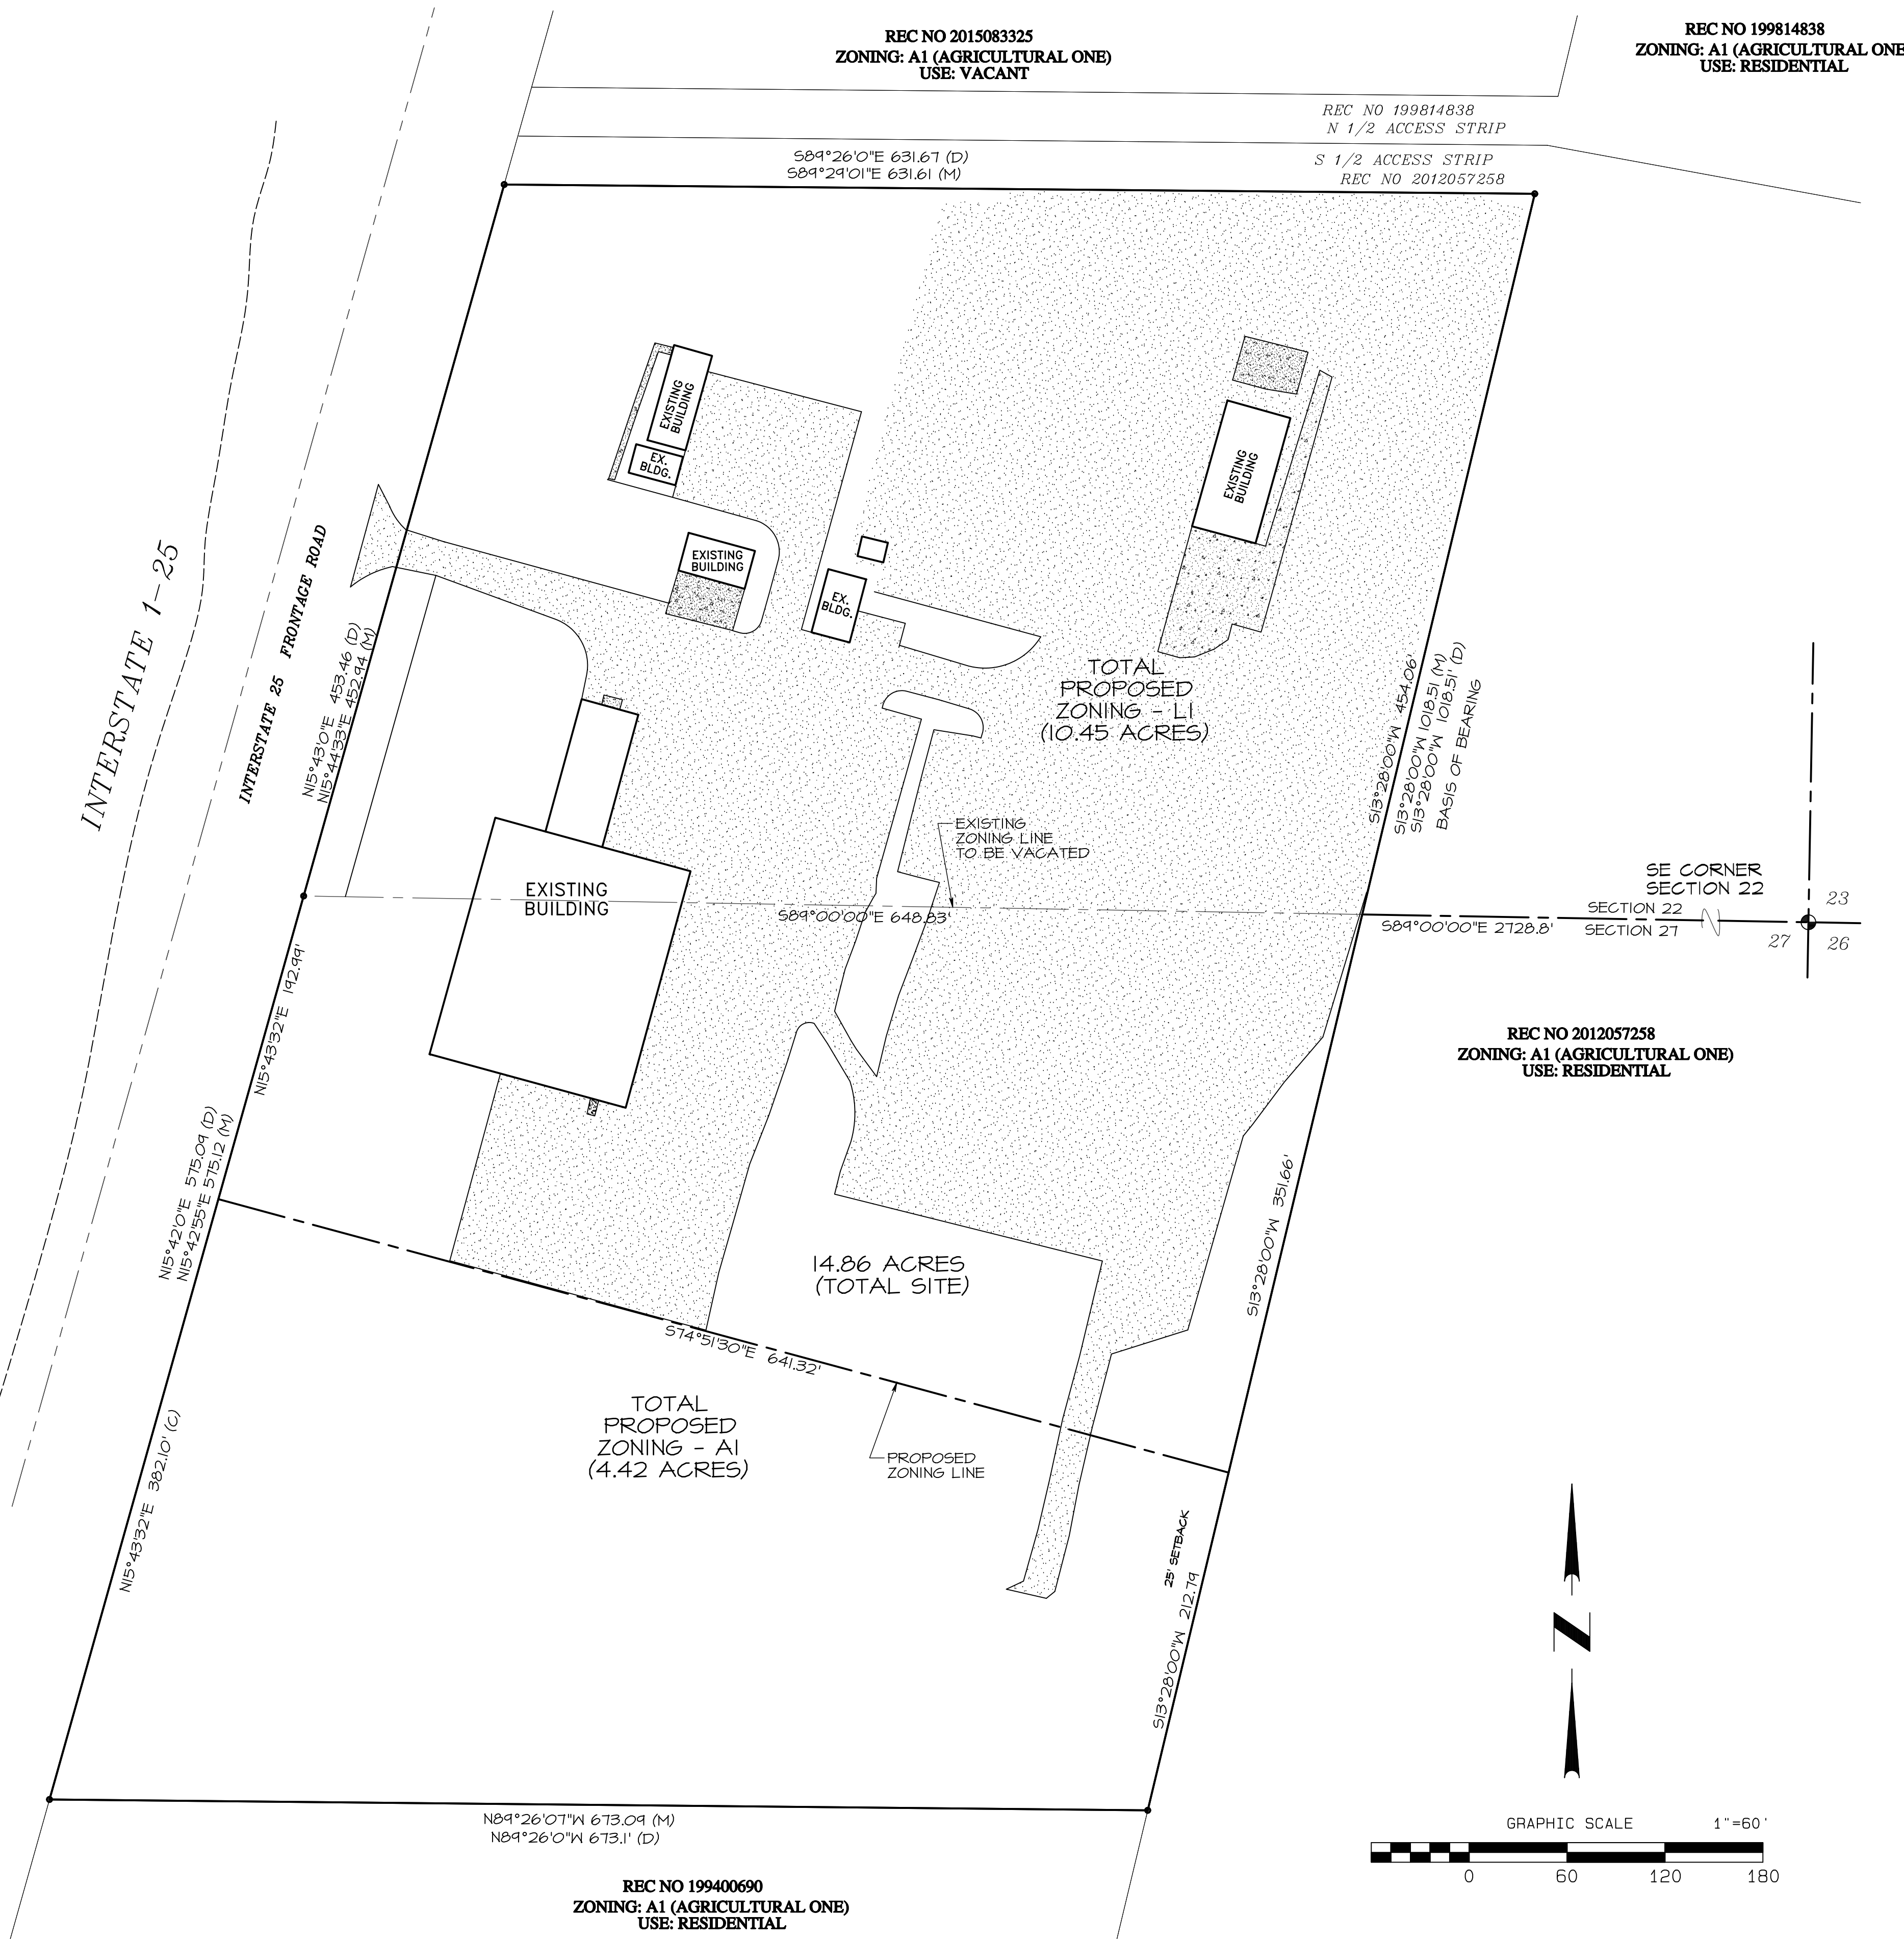 REC NO 2015083325
ZONING: A1 (AGRICULTURAL ONE)
USE: VACANT
REC NO 199814838
ZONING: A1 (AGRICULTURAL ONE
USE: RESIDENTIAL
REC NO 199814838
N 1/2 ACCESS STRIP
S 1/2 ACCESS STRIP
REC NO 2012057258
S89°26'0"E 631.67 (D)
S89°29'01"E 631.61 (M)
EXISTING
BUILDING
EX.
BLDG.
EXISTING
BUILDING
EX.
BLDG.
EXISTING
BUILDING
INTERSTATE 1-25
INTERSTATE 25 FRONTAGE ROAD
N15°43'0"E 453.46 (D)
N15°44'33"E 452.94 (M)
TOTAL
PROPOSED
ZONING - L1
(10.45 ACRES)
S13°28'00"W 454.06'
S13°28'00"W 1018.51 (M)
S13°28'00"W 1018.51' (D)
BASIS OF BEARING
EXISTING
ZONING LINE
TO BE VACATED
EXISTING
BUILDING
S89°00'00"E 648.83'
S89°00'00"E 2728.8'
SE CORNER
SECTION 22
SECTION 22
SECTION 27
23
27
26
N15°43'32"E 192.99'
REC NO 2012057258
ZONING: A1 (AGRICULTURAL ONE)
USE: RESIDENTIAL
N15°42'0"E 575.09 (D)
N15°42'55"E 575.12 (M)
S13°28'00"W 351.66'
14.86 ACRES
(TOTAL SITE)
S74°51'30"E 641.32'
TOTAL
PROPOSED
ZONING - A1
(4.42 ACRES)
PROPOSED
ZONING LINE
N15°43'32"E 382.10' (C)
25' SETBACK
S13°28'00"W 212.79
N
N89°26'07"W 673.09 (M)
N89°26'0"W 673.1' (D)
GRAPHIC SCALE 1"=60'
0 60 120 180
REC NO 199400690
ZONING: A1 (AGRICULTURAL ONE)
USE: RESIDENTIAL